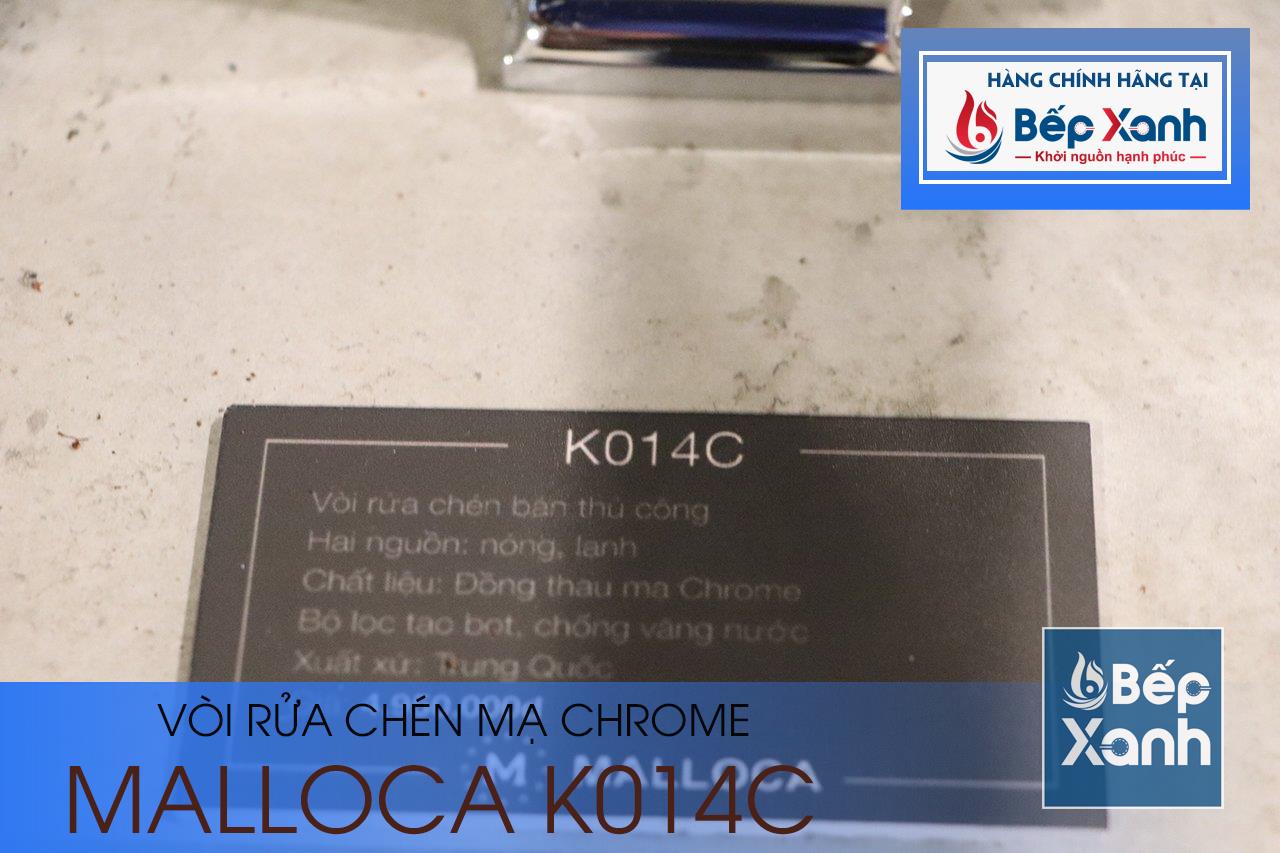 HÀNG CHÍNH HÃNG TẠI
Bếp Xanh
Khởi nguồn hạnh phúc
K014C
Vòi rửa chén bán thủ công
Hai nguồn: nóng, lạnh
Chất liệu: Đồng thau mạ Chrome
Bộ lọc tạo bọt, chống văng nước
Xuất xứ: Trung Quốc
VÒI RỬA CHÉN MẠ CHROME
M MALLOCA
MALLOCA K014C
Bếp
Xanh